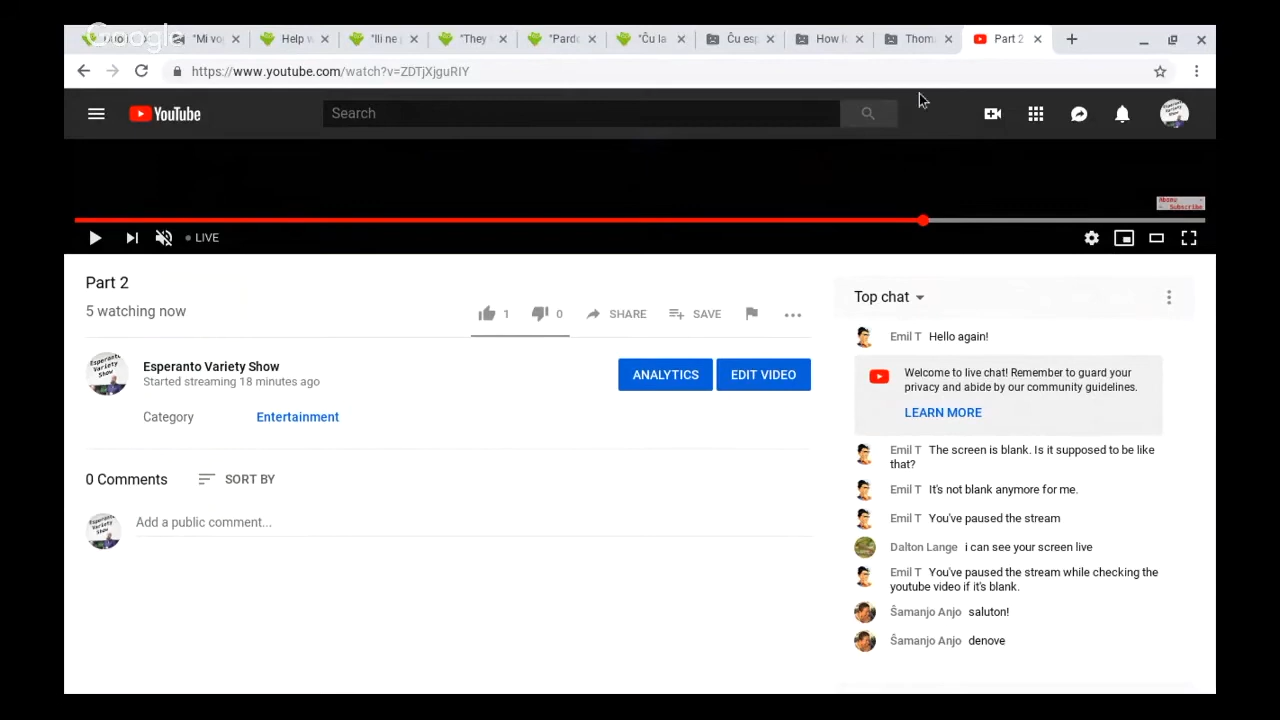 Google
"Mi vo
Help w
"Ili ne
"They
"Pard
"Ĉu la
Ĉu esp
How
Thom
Part 2
https://www.youtube.com/watch?v=ZDTjXjguRIY
YouTube
Search
Subscribe
LIVE
Part 2
5 watching now
1
0
SHARE
SAVE
Esperanto Variety Show
Started streaming 18 minutes ago
ANALYTICS
EDIT VIDEO
Category
Entertainment
0 Comments
SORT BY
Esperanto Variety Show
Add a public comment...
Top chat
Emil T Hello again!
Welcome to live chat! Remember to guard your
privacy and abide by our community guidelines.
LEARN MORE
Emil T The screen is blank. Is it supposed to be like
that?
Emil T It's not blank anymore for me.
Emil T You've paused the stream
Dalton Lange i can see your screen live
Emil T You've paused the stream while checking the
youtube video if it's blank.
Ŝamanjo Anjo saluton!
Ŝamanjo Anjo denove